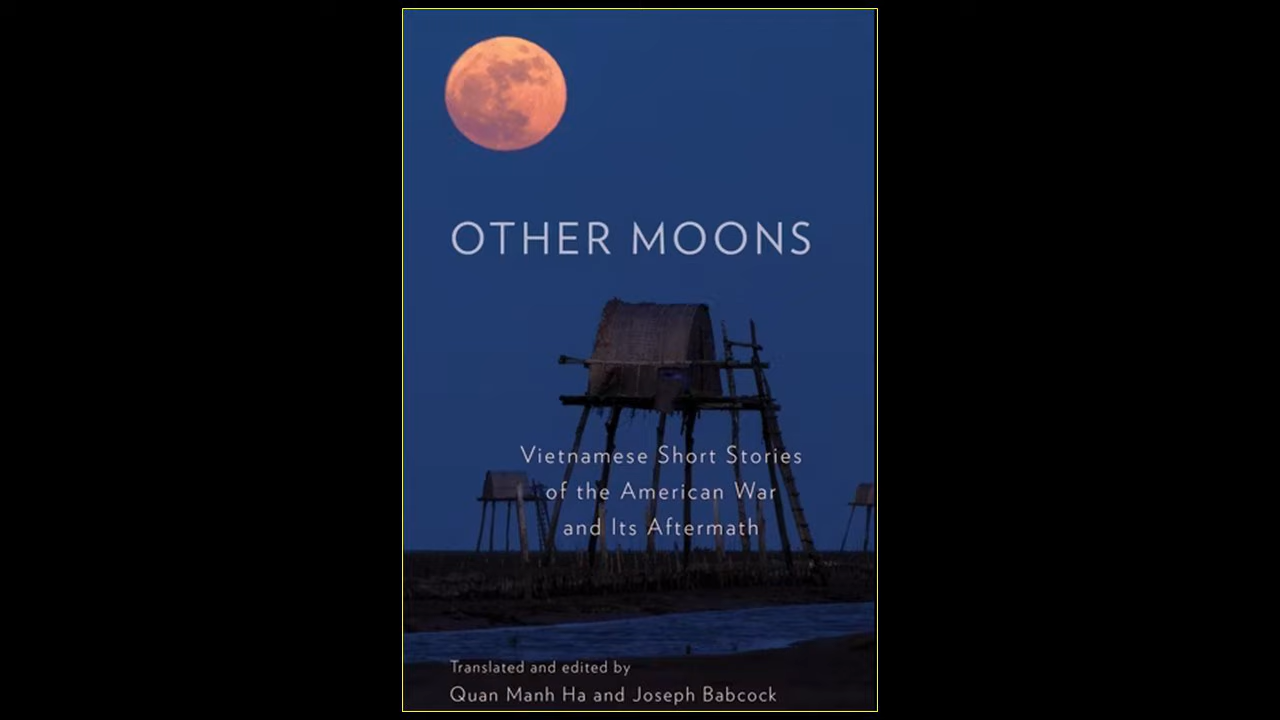 OTHER MOONS
Vietnamese Short Stories
of the American War
and Its Aftermath
Translated and edited by
Quan Manh Ha and Joseph Babcock